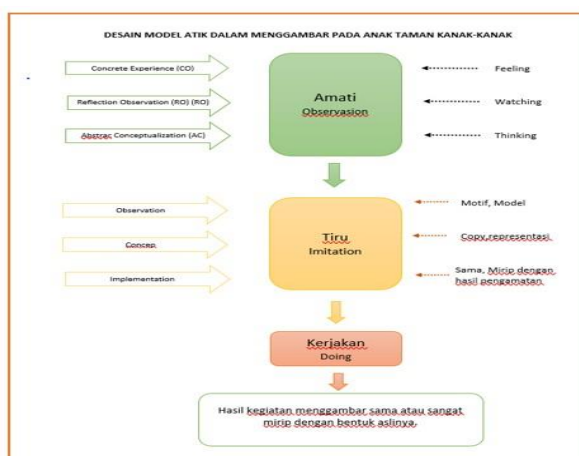 DESAIN MODEL ATIK DALAM MENGGAMBAR PADA ANAK TAMAN KANAK-KANAK
Concrete Experience (CO)
Reflection Observation (RO) (RO)
Abstrac Conceptualization (AC)
Amati
Observasion
Feeling
Watching
Thinking
Observation
Concep
Implementation
Tiru
Imitation
Motif, Model
Copy,representasi
Sama, Mirip dengan
hasil pengamatan
Kerjakan
Doing
Hasil kegiatan menggambar sama atau sangat
mirip dengan bentuk aslinya.